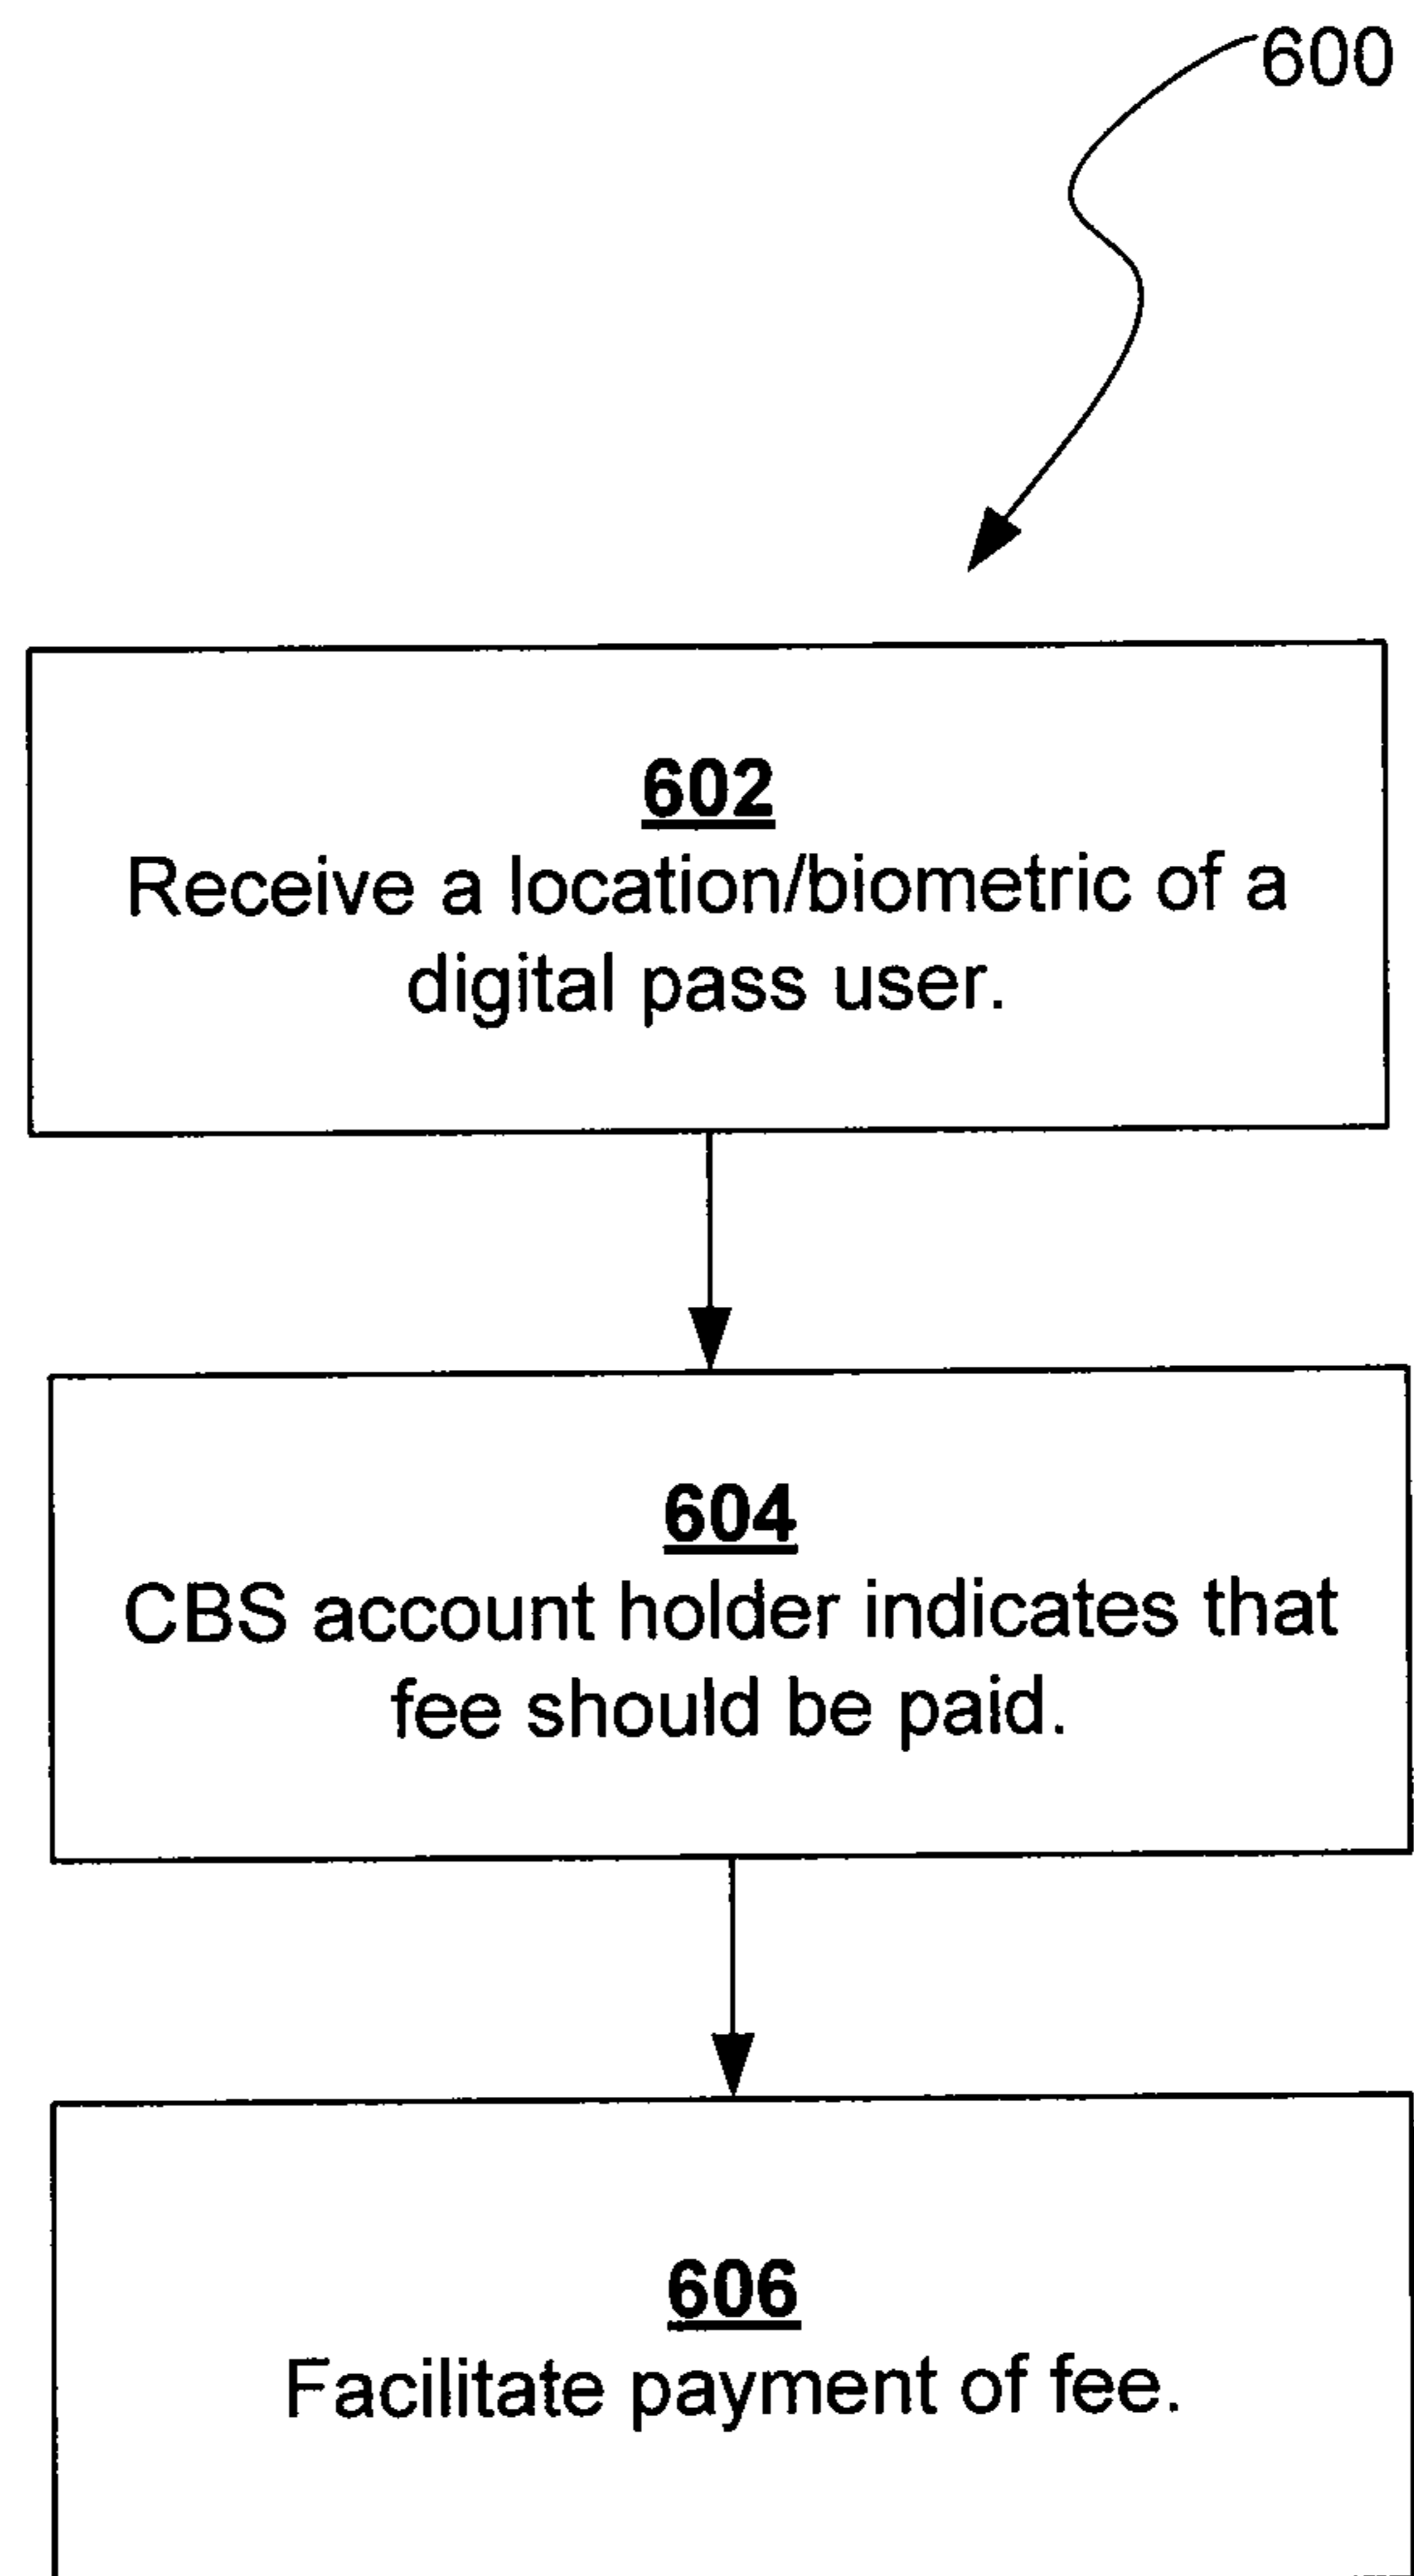 600
602
Receive a location/biometric of a
digital pass user.
604
CBS account holder indicates that
fee should be paid.
606
Facilitate payment of fee.